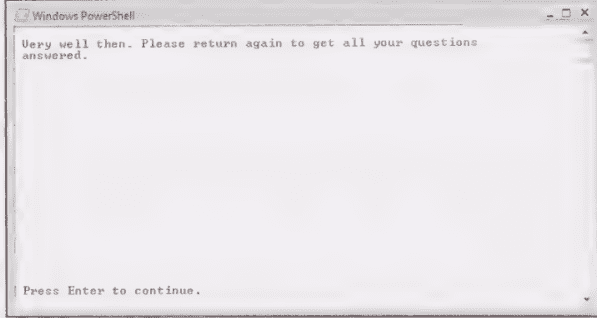 Windows PowerShell
Very well then. Please return again to get all your questions
answered.
Press Enter to continue.